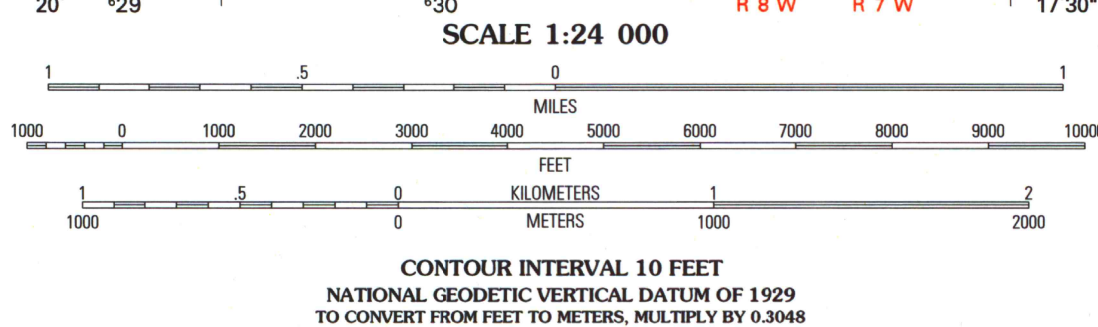 20 ⁶29 ⁶30 R 8 W R 7 W 17'30"
SCALE 1:24 000
1 .5 0 1
MILES
1000 0 1000 2000 3000 4000 5000 6000 7000 8000 9000 1000
FEET
1 .5 0 KILOMETERS 1 2
1000 0 METERS 1000 2000
CONTOUR INTERVAL 10 FEET
NATIONAL GEODETIC VERTICAL DATUM OF 1929
TO CONVERT FROM FEET TO METERS, MULTIPLY BY 0.3048